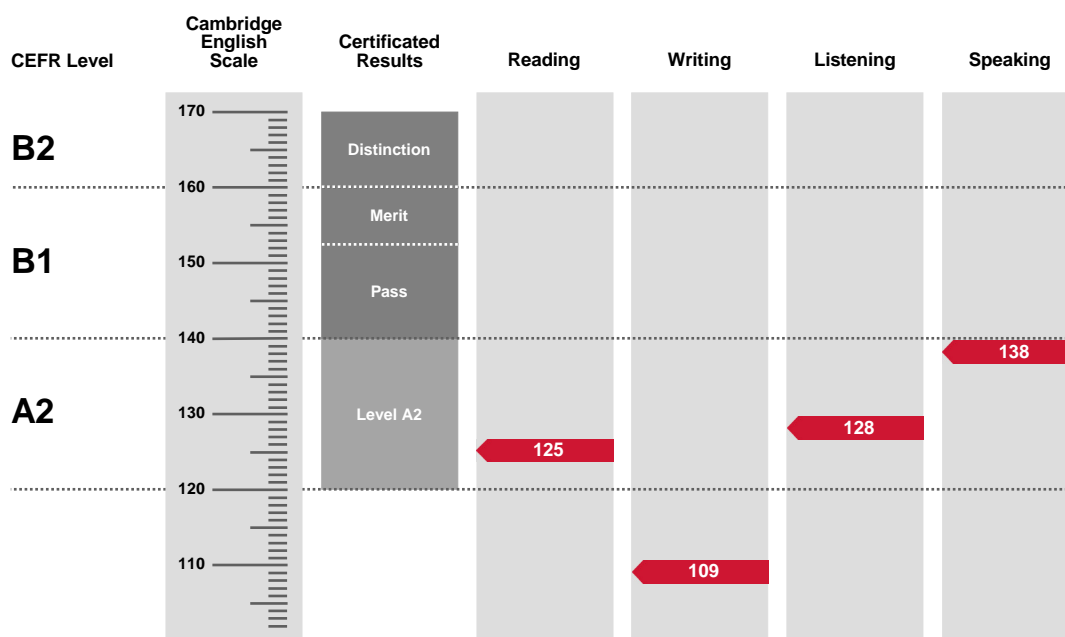 CEFR Level
Cambridge
English
Scale
Certificated
Results
Reading
Writing
Listening
Speaking
170
B2
Distinction
160
Merit
B1
150
Pass
140
138
A2
130
Level A2
128
125
120
110
109